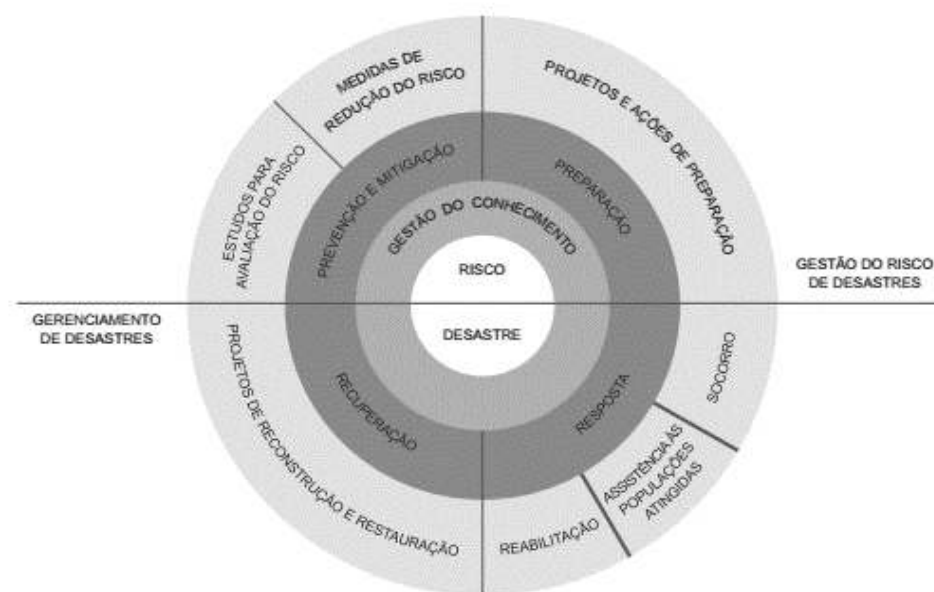 MEDIDAS DE
REDUÇÃO DO RISCO
PROJETOS E AÇÕES DE PREPARAÇÃO
ESTUDOS PARA
AVALIAÇÃO DO RISCO
PREVENÇÃO E MITIGAÇÃO
PREPARAÇÃO
GESTÃO DO CONHECIMENTO
RISCO
GESTÃO DO RISCO
DE DESASTRES
GERENCIAMENTO
DE DESASTRES
DESASTRE
PROJETOS DE RECONSTRUÇÃO E RESTAURAÇÃO
RECUPERAÇÃO
RESPOSTA
SOCORRO
ASSISTÊNCIA ÀS
POPULAÇÕES
ATINGIDAS
REABILITAÇÃO